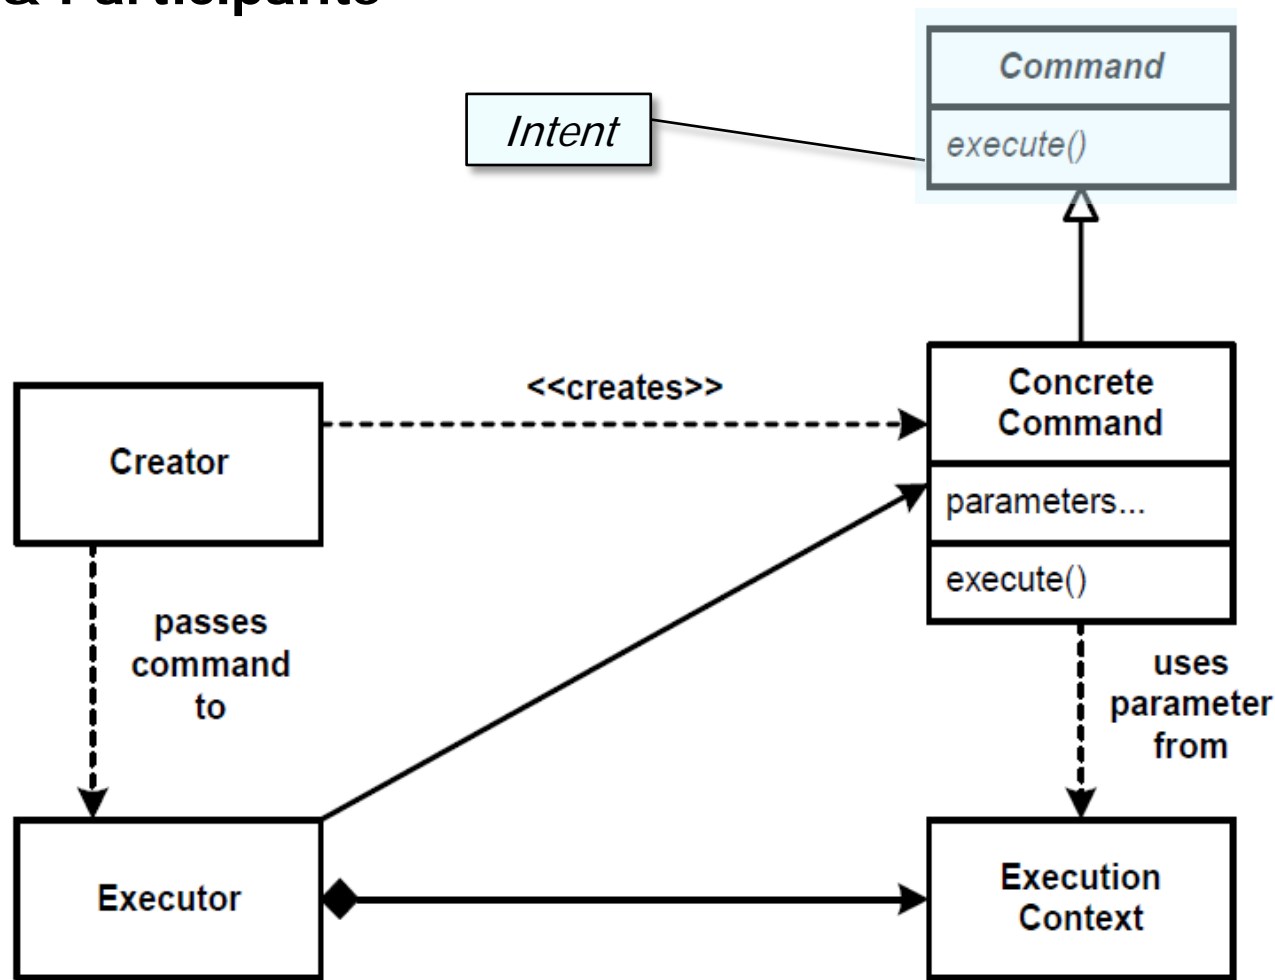 & Participants
Command
Intent
execute()
<<creates>>
Concrete
Command
Creator
parameters...
execute()
passes
command
to
uses
parameter
from
Executor
Execution
Context